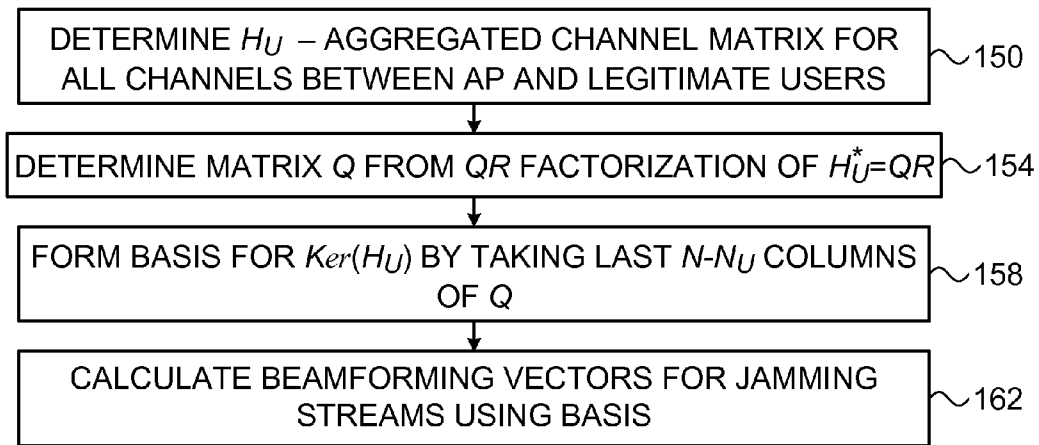 DETERMINE H_U – AGGREGATED CHANNEL MATRIX FOR
ALL CHANNELS BETWEEN AP AND LEGITIMATE USERS
150
DETERMINE MATRIX Q FROM QR FACTORIZATION OF H_U^*=QR
154
FORM BASIS FOR Ker(H_U) BY TAKING LAST N-N_U COLUMNS
OF Q
158
CALCULATE BEAMFORMING VECTORS FOR JAMMING
STREAMS USING BASIS
162